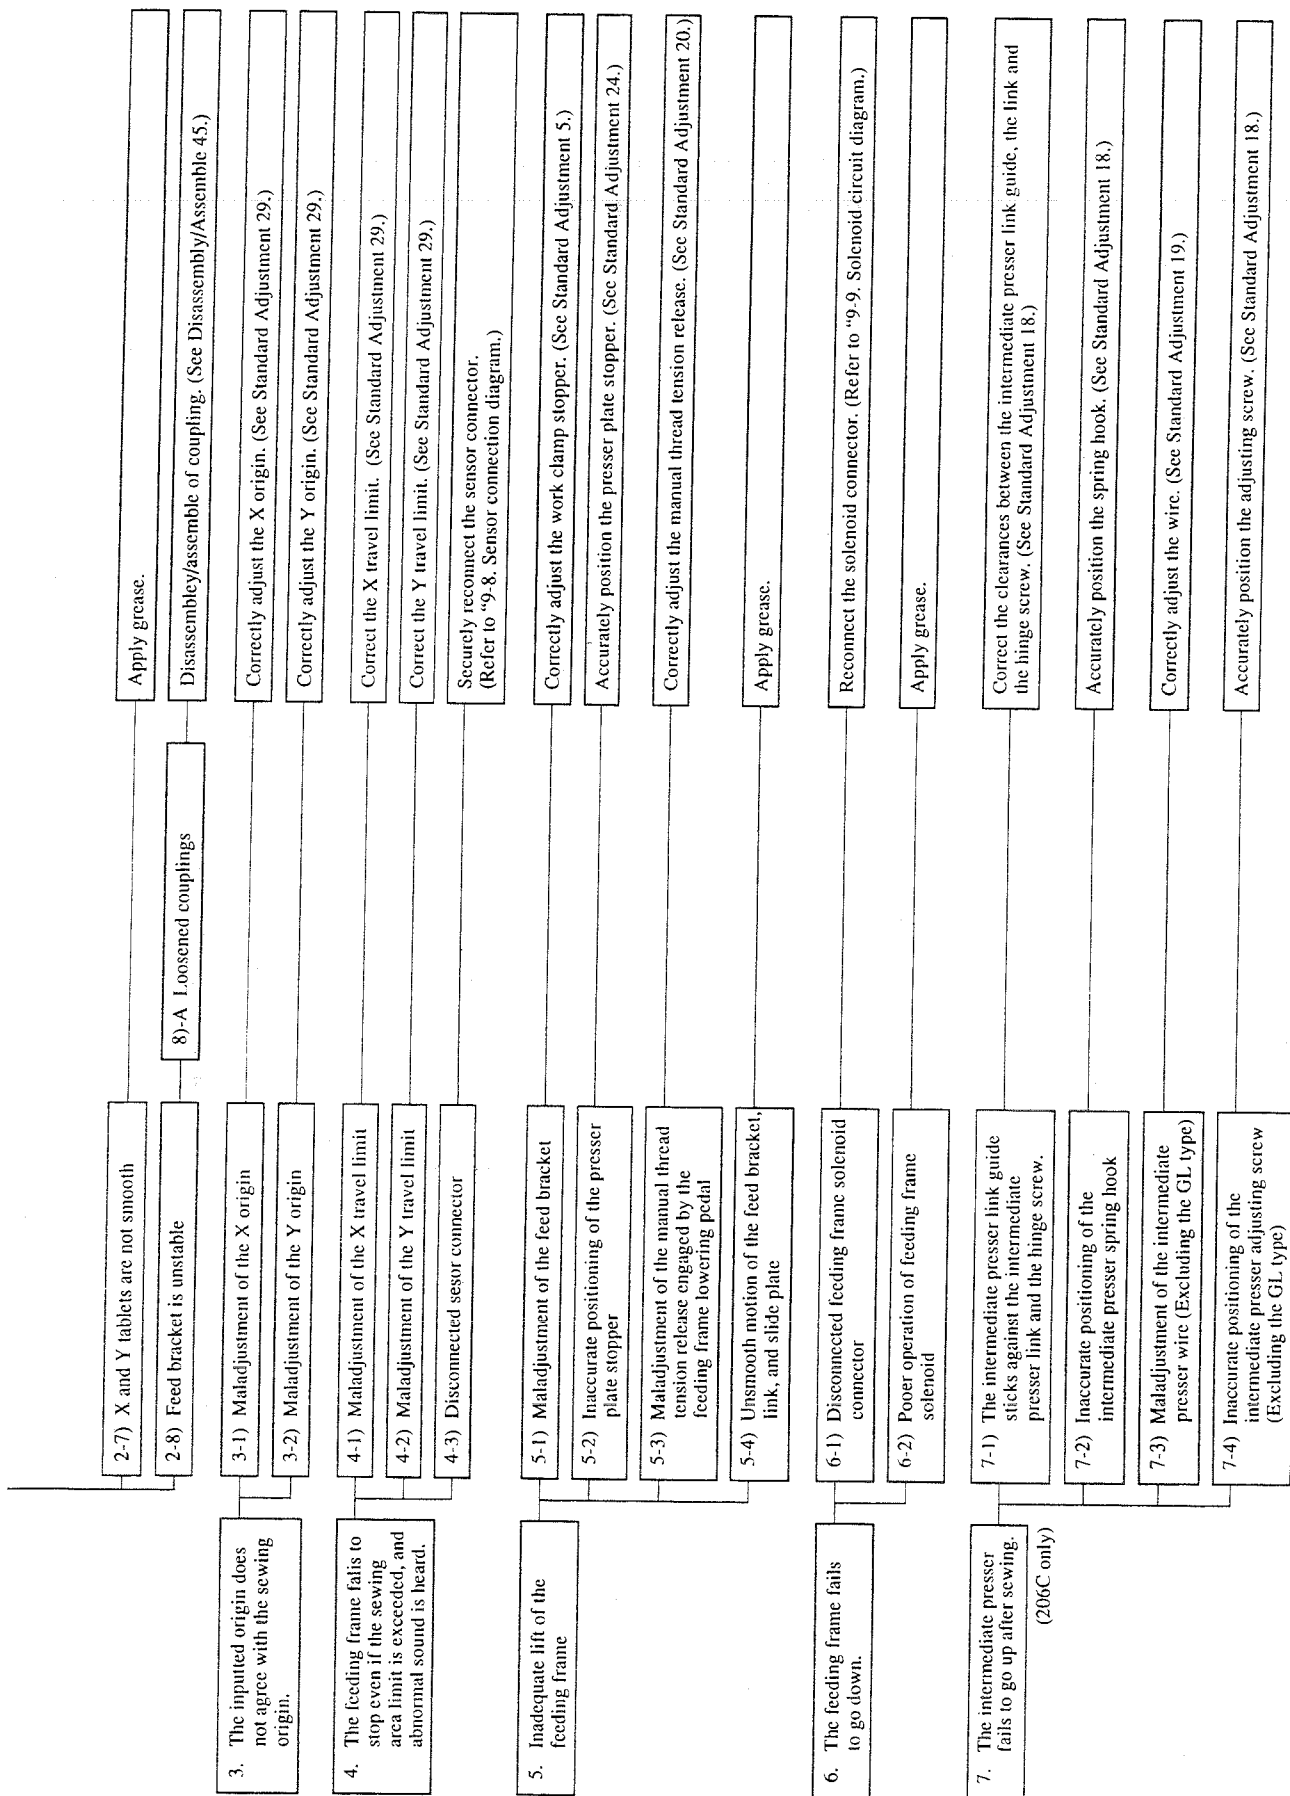 2-7) X and Y tablets are not smooth
Apply grease.
2-8) Feed bracket is unstable
8)-A Loosened couplings
Disassembley/assemble of coupling. (See Disassembly/Assemble 45.)
3. The inputted origin does
not agree with the sewing
origin.
3-1) Maladjustment of the X origin
Correctly adjust the X origin. (See Standard Adjustment 29.)
3-2) Maladjustment of the Y origin
Correctly adjust the Y origin. (See Standard Adjustment 29.)
4. The feeding frame falis to
stop even if the sewing
area limit is exceeded, and
abnormal sound is heard.
4-1) Maladjustment of the X travel limit
Correct the X travel limit. (See Standard Adjustment 29.)
4-2) Maladjustment of the Y travel limit
Correct the Y travel limit. (See Standard Adjustment 29.)
4-3) Disconnected sesor connector
Securely reconnect the sensor connector.
(Refer to “9-8. Sensor connection diagram.)
5. Inadequate lift of the
feeding frame
5-1) Maladjustment of the feed bracket
Correctly adjust the work clamp stopper. (See Standard Adjustment 5.)
5-2) Inaccurate positioning of the presser
plate stopper
Accurately position the presser plate stopper. (See Standard Adjustment 24.)
5-3) Maladjustment of the manual thread
tension release engaged by the
feeding frame lowering pedal
Correctly adjust the manual thread tension release. (See Standard Adjustment 20.)
5-4) Unsmooth motion of the feed bracket,
link, and slide plate
Apply grease.
6. The feeding frame fails
to go down.
6-1) Disconnected feeding frame solenoid
connector
Reconnect the solenoid connector. (Refer to “9-9. Solenoid circuit diagram.)
6-2) Pooer operation of feeding frame
solenoid
Apply grease.
7. The intermediate presser
fails to go up after sewing.
(206C only)
7-1) The intermediate presser link guide
sticks against the intermediate
presser link and the hinge screw.
Correct the clearances between the intermediate presser link guide, the link and
the hinge screw. (See Standard Adjustment 18.)
7-2) Inaccurate positioning of the
intermediate presser spring hook
Accurately position the spring hook. (See Standard Adjustment 18.)
7-3) Maladjustment of the intermediate
presser wire (Excluding the GL type)
Correctly adjust the wire. (See Standard Adjustment 19.)
7-4) Inaccurate positioning of the
intermediate presser adjusting screw
(Excluding the GL type)
Accurately position the adjusting screw. (See Standard Adjustment 18.)